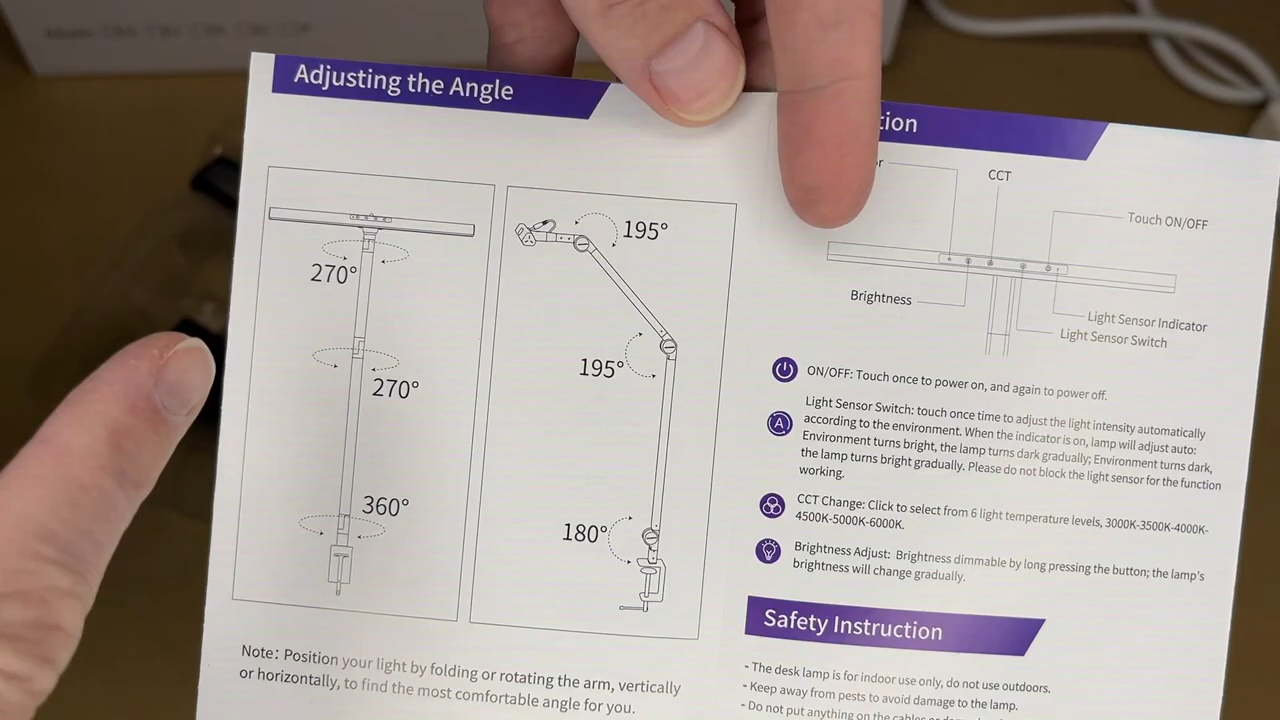 Adjusting the Angle
270°
270°
360°
195°
195°
180°
Note: Position your light by folding or rotating the arm, vertically
or horizontally, to find the most comfortable angle for you.
CCT
Touch ON/OFF
Brightness
Light Sensor Indicator
Light Sensor Switch
ON/OFF: Touch once to power on, and again to power off.
A
Light Sensor Switch: touch once time to adjust the light intensity automatically
according to the environment. When the indicator is on, lamp will adjust auto:
Environment turns bright, the lamp turns dark gradually; Environment turns dark,
the lamp turns bright gradually. Please do not block the light sensor for the function
working.
CCT Change: Click to select from 6 light temperature levels, 3000K-3500K-4000K-
4500K-5000K-6000K.
Brightness Adjust: Brightness dimmable by long pressing the button; the lamp's
brightness will change gradually.
Safety Instruction
- The desk lamp is for indoor use only, do not use outdoors.
- Keep away from pests to avoid damage to the lamp.
- Do not put anything on the cables or